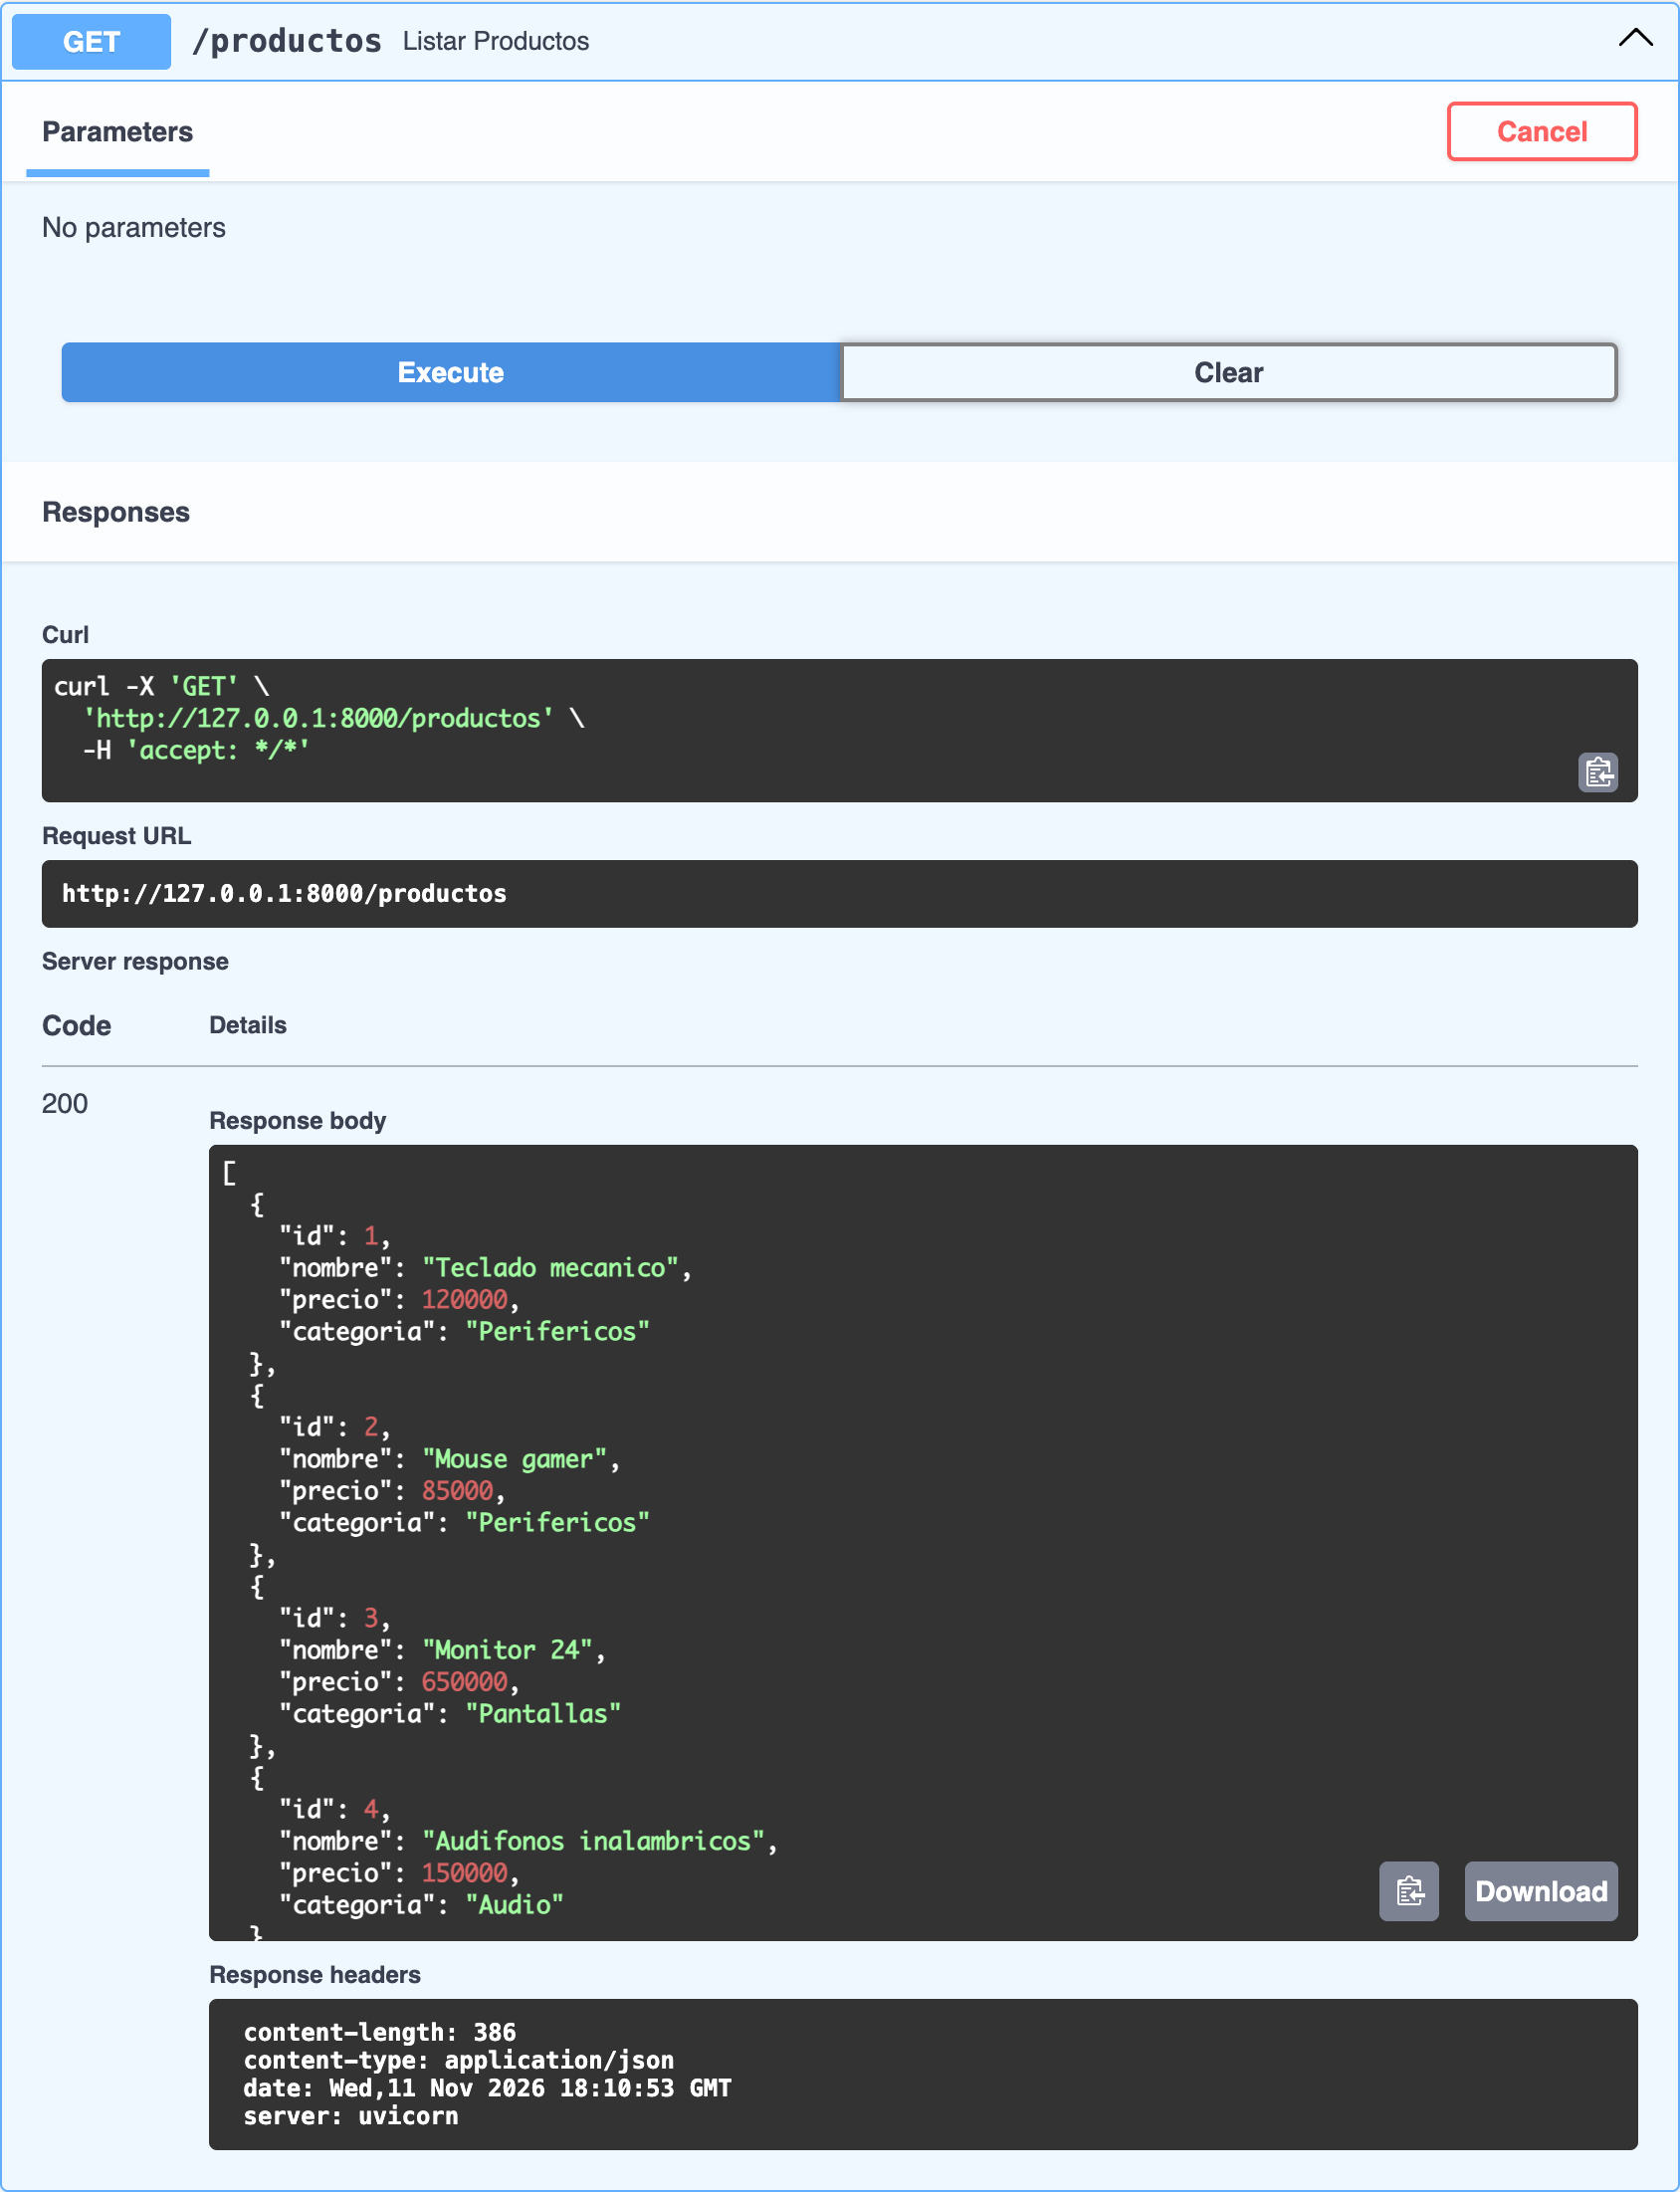 GET /productos Listar Productos
Parameters
Cancel
No parameters
Execute
Clear
Responses
Curl
curl -X 'GET' \
  'http://127.0.0.1:8000/productos' \
  -H 'accept: */*'
Request URL
http://127.0.0.1:8000/productos
Server response
Code Details
200
Response body
[
  {
    "id": 1,
    "nombre": "Teclado mecanico",
    "precio": 120000,
    "categoria": "Perifericos"
  },
  {
    "id": 2,
    "nombre": "Mouse gamer",
    "precio": 85000,
    "categoria": "Perifericos"
  },
  {
    "id": 3,
    "nombre": "Monitor 24",
    "precio": 650000,
    "categoria": "Pantallas"
  },
  {
    "id": 4,
    "nombre": "Audifonos inalambricos",
    "precio": 150000,
    "categoria": "Audio"
  }
Download
Response headers
content-length: 386
content-type: application/json
date: Wed,11 Nov 2026 18:10:53 GMT
server: uvicorn